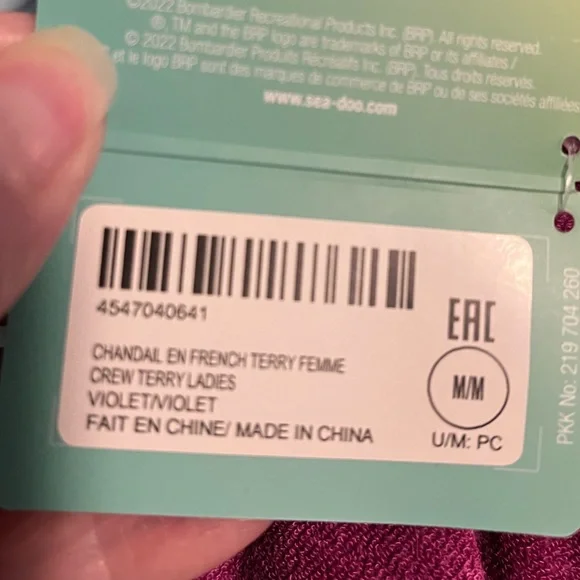 ©2022 Bombardier Recreational Products Inc. (BRP). All rights reserved.
®, TM and the BRP logo are trademarks of BRP or its affiliates /
© 2022 Bombardier Produits Récréatifs Inc. (BRP). Tous droits réservés.
et le logo BRP sont des marques de commerce de BRP ou de ses sociétés affiliées
www.sea-doo.com
4547040641
CHANDAIL EN FRENCH TERRY FEMME
CREW TERRY LADIES
VIOLET/VIOLET
FAIT EN CHINE/ MADE IN CHINA
EAC
M/M
U/M: PC
PKK No: 219 704 260